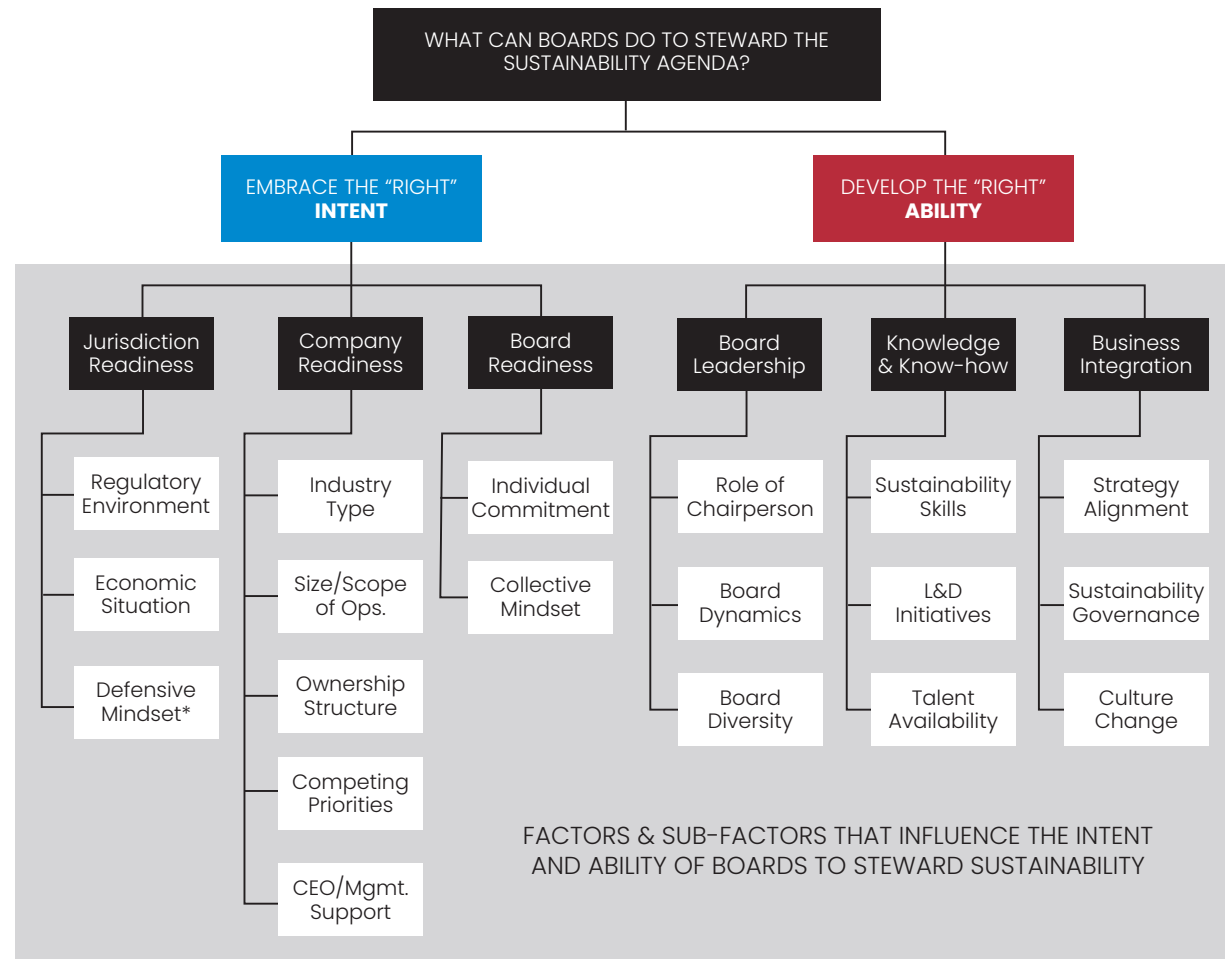 WHAT CAN BOARDS DO TO STEWARD THE
SUSTAINABILITY AGENDA?
EMBRACE THE “RIGHT”
INTENT
DEVELOP THE “RIGHT”
ABILITY
Jurisdiction
Readiness
Company
Readiness
Board
Readiness
Board
Leadership
Knowledge
& Know-how
Business
Integration
Regulatory
Environment
Economic
Situation
Defensive
Mindset*
Industry
Type
Size/Scope
of Ops.
Ownership
Structure
Competing
Priorities
CEO/Mgmt.
Support
Individual
Commitment
Collective
Mindset
Role of
Chairperson
Board
Dynamics
Board
Diversity
Sustainability
Skills
L&D
Initiatives
Talent
Availability
Strategy
Alignment
Sustainability
Governance
Culture
Change
FACTORS & SUB-FACTORS THAT INFLUENCE THE INTENT
AND ABILITY OF BOARDS TO STEWARD SUSTAINABILITY